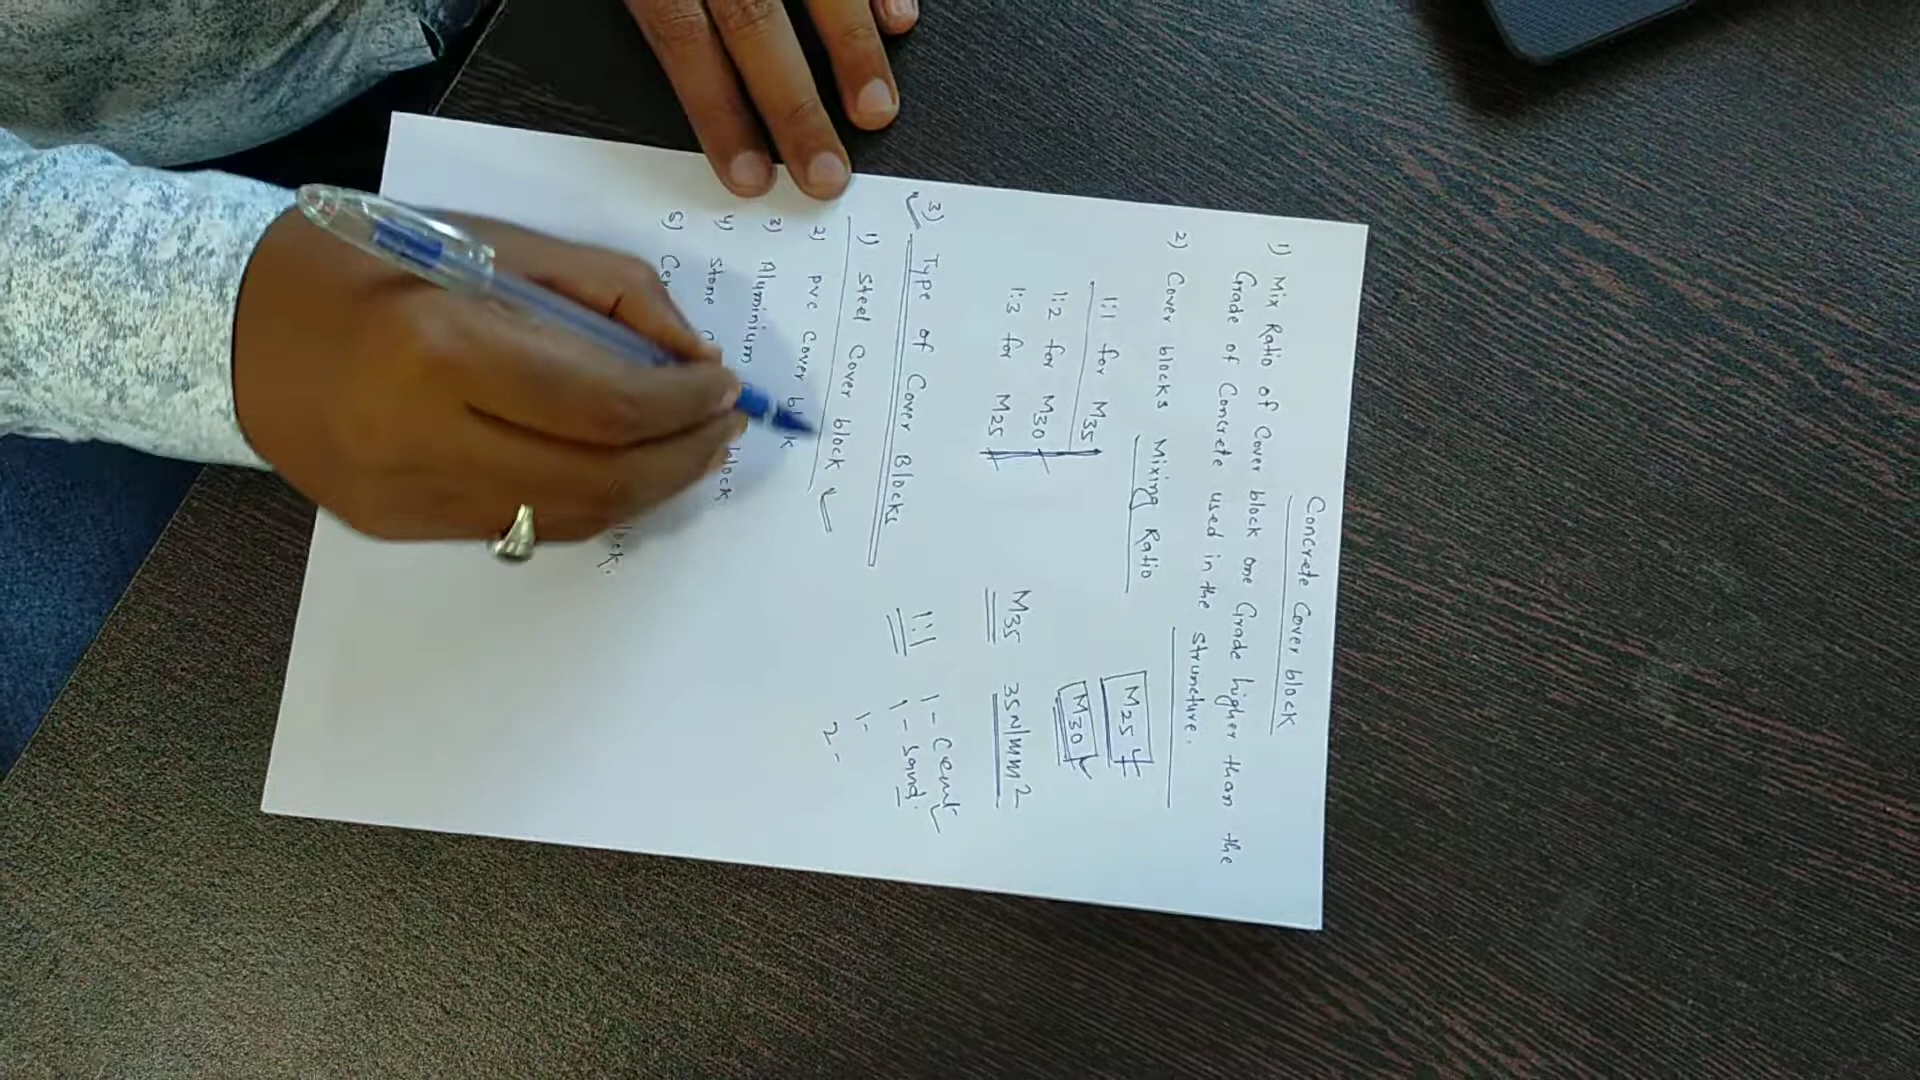 Concrete Cover block
1) Mix Ratio of Cover block one Grade higher than the
Grade of Concrete used in the Strumcture.
2) Cover blocks Mixing Ratio
1:1 for M35
1:2 for M30
1:3 for M25
M25
M30
M35 35N/mm2
3) Type of Cover Blocks
1:1 1 - Cemt
1 - Sand.
1) Steel Cover block
1-
2) PVC Cover block
2-
3) Aluminium block
4) Stone
5)